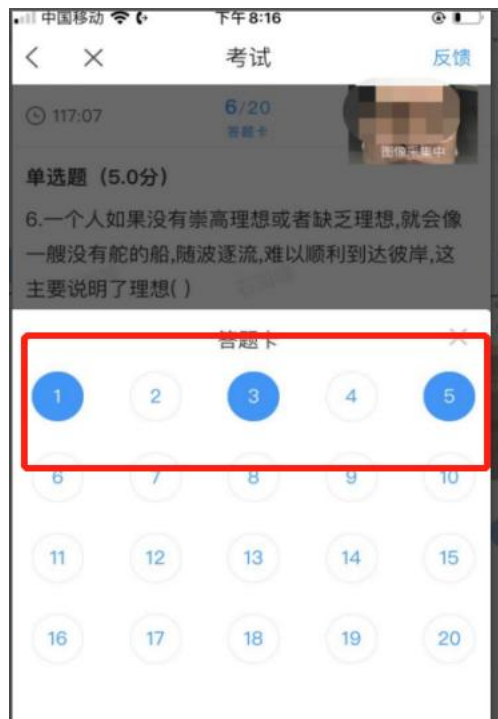 中国移动
下午8:16
考试
反馈
117:07
6/20
答题卡
图像采集中
单选题（5.0分）
6.一个人如果没有崇高理想或者缺乏理想,就会像
一艘没有舵的船,随波逐流,难以顺利到达彼岸,这
主要说明了理想( )
答题卡
1 2 3 4 5
6 7 8 9 10
11 12 13 14 15
16 17 18 19 20